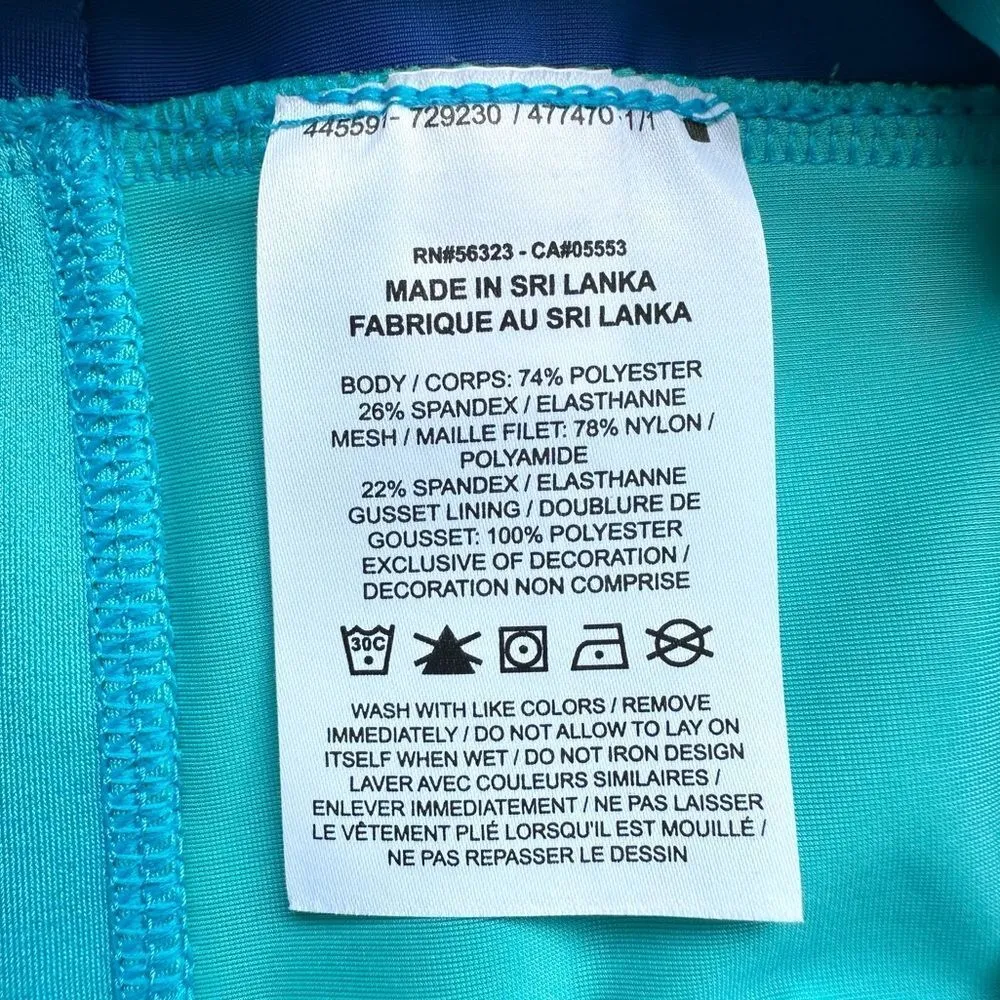 445591- 729230 / 477470 1/1
RN#56323 - CA#05553
MADE IN SRI LANKA
FABRIQUE AU SRI LANKA
BODY / CORPS: 74% POLYESTER
26% SPANDEX / ELASTHANNE
MESH / MAILLE FILET: 78% NYLON /
POLYAMIDE
22% SPANDEX / ELASTHANNE
GUSSET LINING / DOUBLURE DE
GOUSSET: 100% POLYESTER
EXCLUSIVE OF DECORATION /
DECORATION NON COMPRISE
30C
WASH WITH LIKE COLORS / REMOVE
IMMEDIATELY / DO NOT ALLOW TO LAY ON
ITSELF WHEN WET / DO NOT IRON DESIGN
LAVER AVEC COULEURS SIMILAIRES /
ENLEVER IMMEDIATEMENT / NE PAS LAISSER
LE VÊTEMENT PLIÉ LORSQU'IL EST MOUILLÉ /
NE PAS REPASSER LE DESSIN